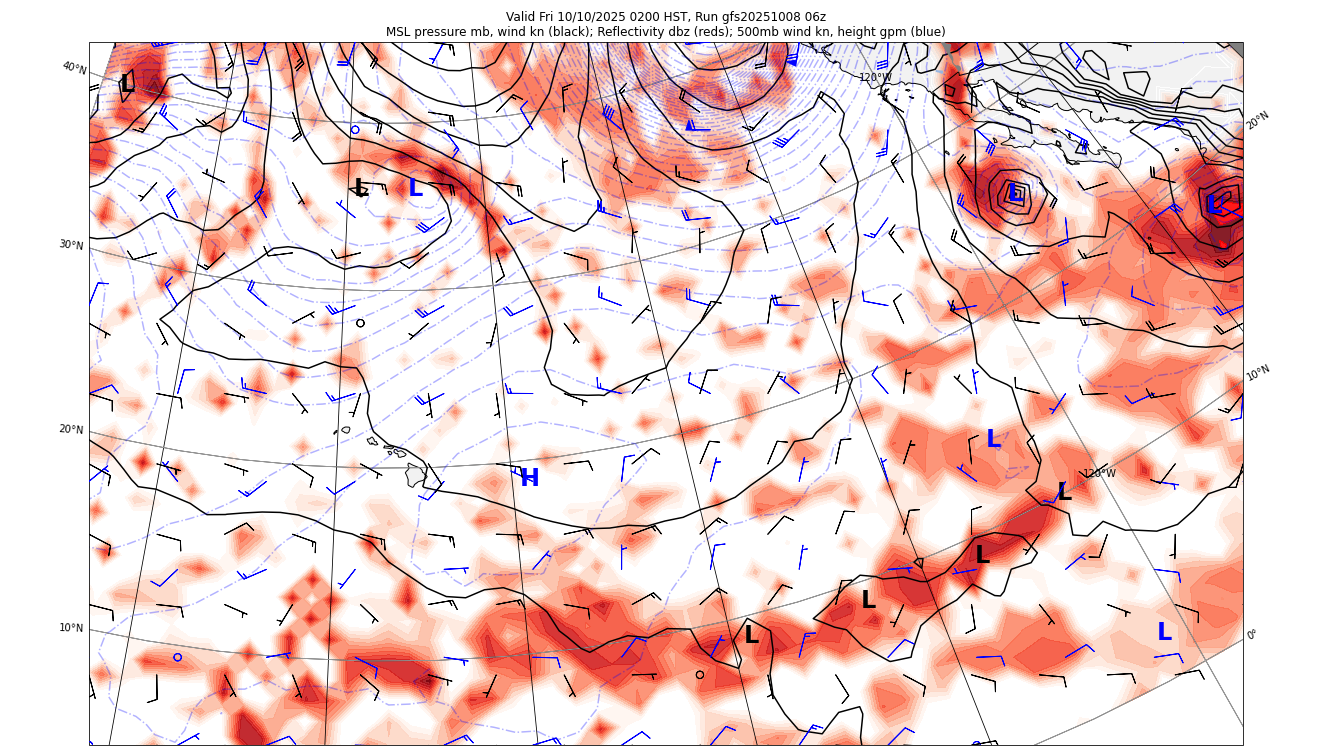 Valid Fri 10/10/2025 0200 HST, Run gfs20251008 06z
MSL pressure mb, wind kn (black); Reflectivity dbz (reds); 500mb wind kn, height gpm (blue)
40°N
120°W
L
20°N
L
L
L
L
30°N
10°N
20°N
L
H
120°W
L
L
L
10°N
L
L
0°